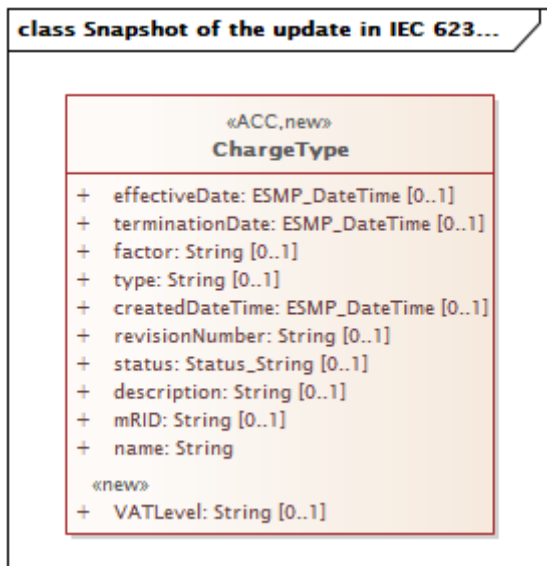 class Snapshot of the update in IEC 623...
«ACC,new»
ChargeType
+ effectiveDate: ESMP_DateTime [0..1]
+ terminationDate: ESMP_DateTime [0..1]
+ factor: String [0..1]
+ type: String [0..1]
+ createdDateTime: ESMP_DateTime [0..1]
+ revisionNumber: String [0..1]
+ status: Status_String [0..1]
+ description: String [0..1]
+ mRID: String [0..1]
+ name: String
«new»
+ VATLevel: String [0..1]